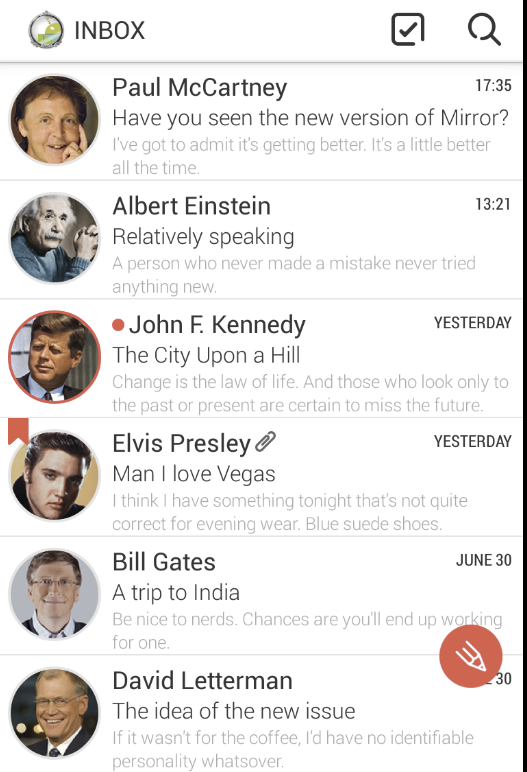 INBOX
Paul McCartney 17:35
Have you seen the new version of Mirror?
I've got to admit it's getting better. It's a little better
all the time.
Albert Einstein 13:21
Relatively speaking
A person who never made a mistake never tried
anything new.
John F. Kennedy YESTERDAY
The City Upon a Hill
Change is the law of life. And those who look only to
the past or present are certain to miss the future.
Elvis Presley YESTERDAY
Man I love Vegas
I think I have something tonight that's not quite
correct for evening wear. Blue suede shoes.
Bill Gates JUNE 30
A trip to India
Be nice to nerds. Chances are you'll end up working
for one.
David Letterman 30
The idea of the new issue
If it wasn't for the coffee, I'd have no identifiable
personality whatsover.